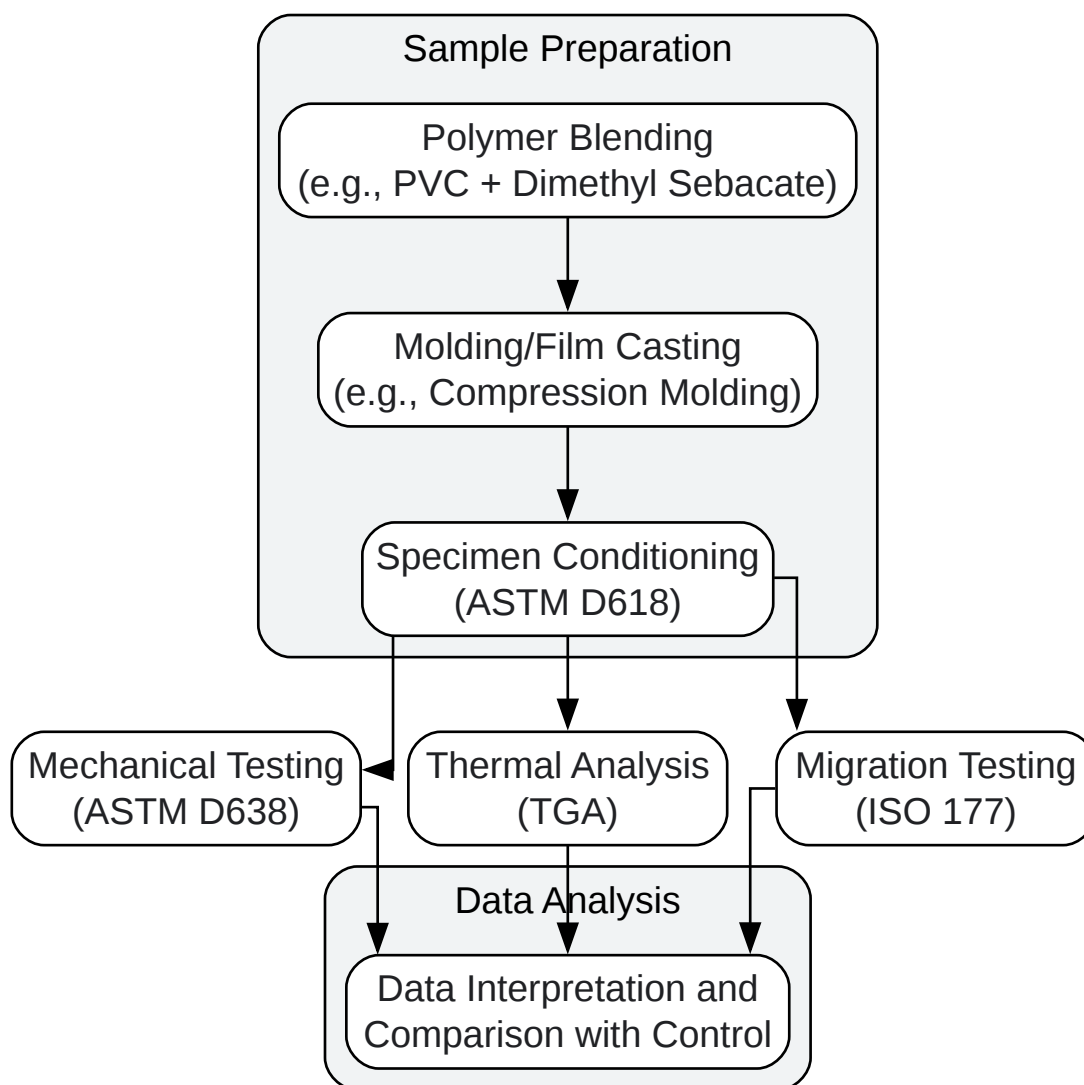 Sample Preparation
Polymer Blending
(e.g., PVC + Dimethyl Sebacate)
Molding/Film Casting
(e.g., Compression Molding)
Specimen Conditioning
(ASTM D618)
Mechanical Testing
(ASTM D638)
Thermal Analysis
(TGA)
Migration Testing
(ISO 177)
Data Analysis
Data Interpretation and
Comparison with Control